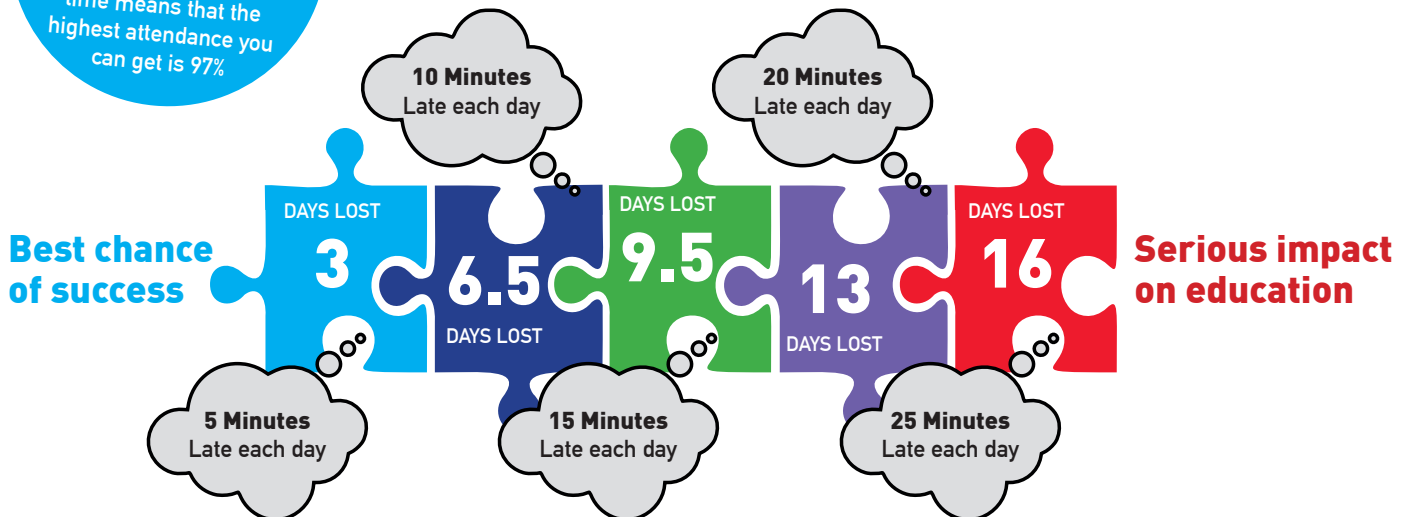 time means that the
highest attendance you
can get is 97%
10 Minutes
Late each day
20 Minutes
Late each day
Best chance
of success
DAYS LOST
3
6.5
DAYS LOST
DAYS LOST
9.5
13
DAYS LOST
DAYS LOST
16
Serious impact
on education
5 Minutes
Late each day
15 Minutes
Late each day
25 Minutes
Late each day